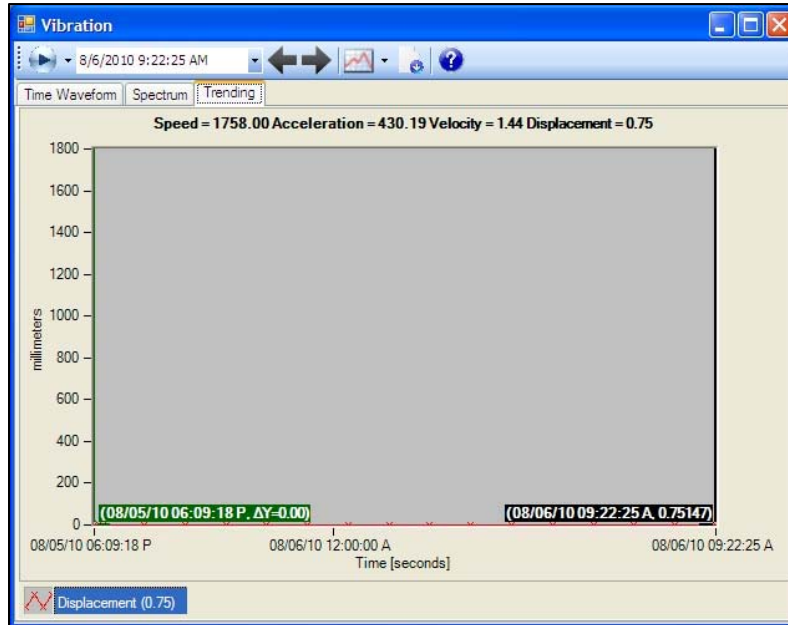 Vibration
8/6/2010 9:22:25 AM
Time Waveform Spectrum Trending
Speed = 1758.00 Acceleration = 430.19 Velocity = 1.44 Displacement = 0.75
1800
1600
1400
1200
1000
800
600
400
200
0
millimeters
(08/05/10 06:09:18 P, ΔY=0.00) (08/06/10 09:22:25 A, 0.75147)
08/05/10 06:09:18 P 08/06/10 12:00:00 A 08/06/10 09:22:25 A
Time [seconds]
Displacement (0.75)